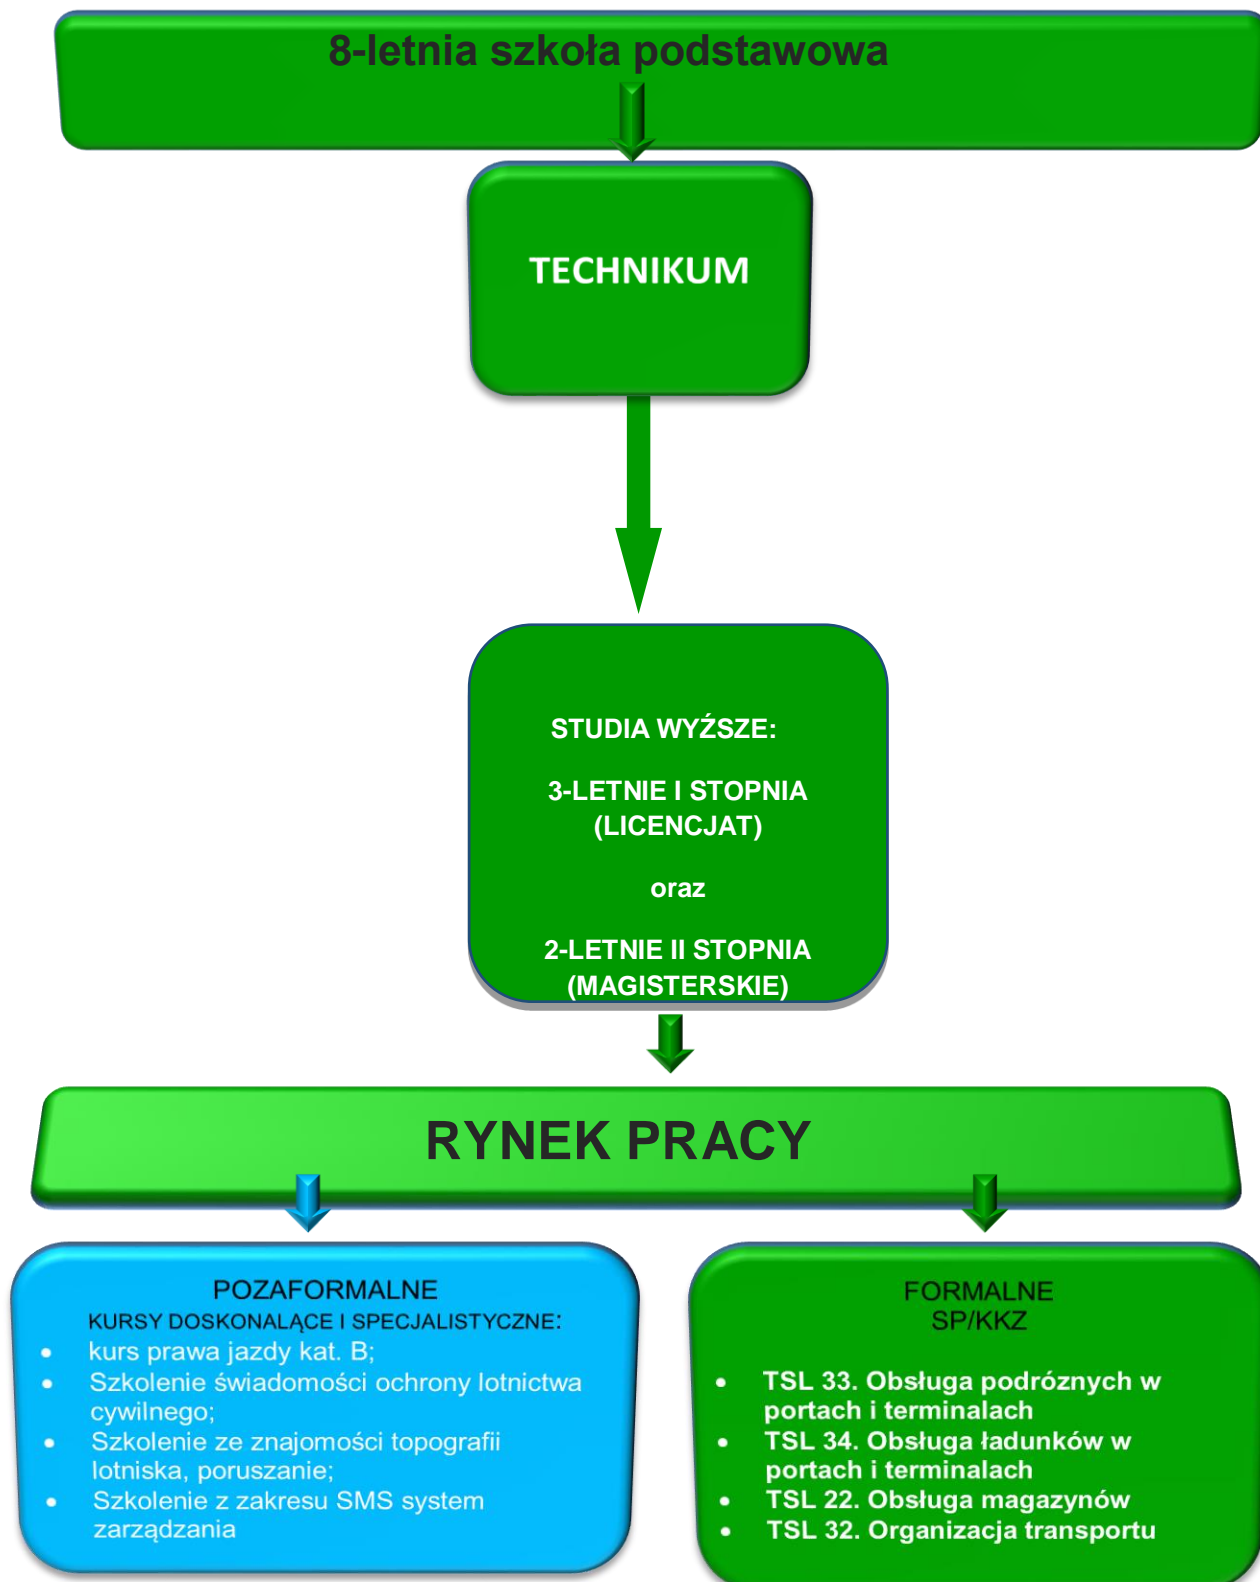 8-letnia szkoła podstawowa
TECHNIKUM
STUDIA WYŹSZE:
3-LETNIE I STOPNIA
(LICENCJAT)
oraz
2-LETNIE II STOPNIA
(MAGISTERSKIE)
RYNEK PRACY
POZAFORMALNE
KURSY DOSKONALĄCE I SPECJALISTYCZNE:
• kurs prawa jazdy kat. B;
• Szkolenie świadomości ochrony lotnictwa
cywilnego;
• Szkolenie ze znajomości topografii
lotniska, poruszanie;
• Szkolenie z zakresu SMS system
zarządzania
FORMALNE
SP/KKZ
• TSL 33. Obsługa podróznych w
portach i terminalach
• TSL 34. Obsługa ładunków w
portach i terminalach
• TSL 22. Obsługa magazynów
• TSL 32. Organizacja transportu